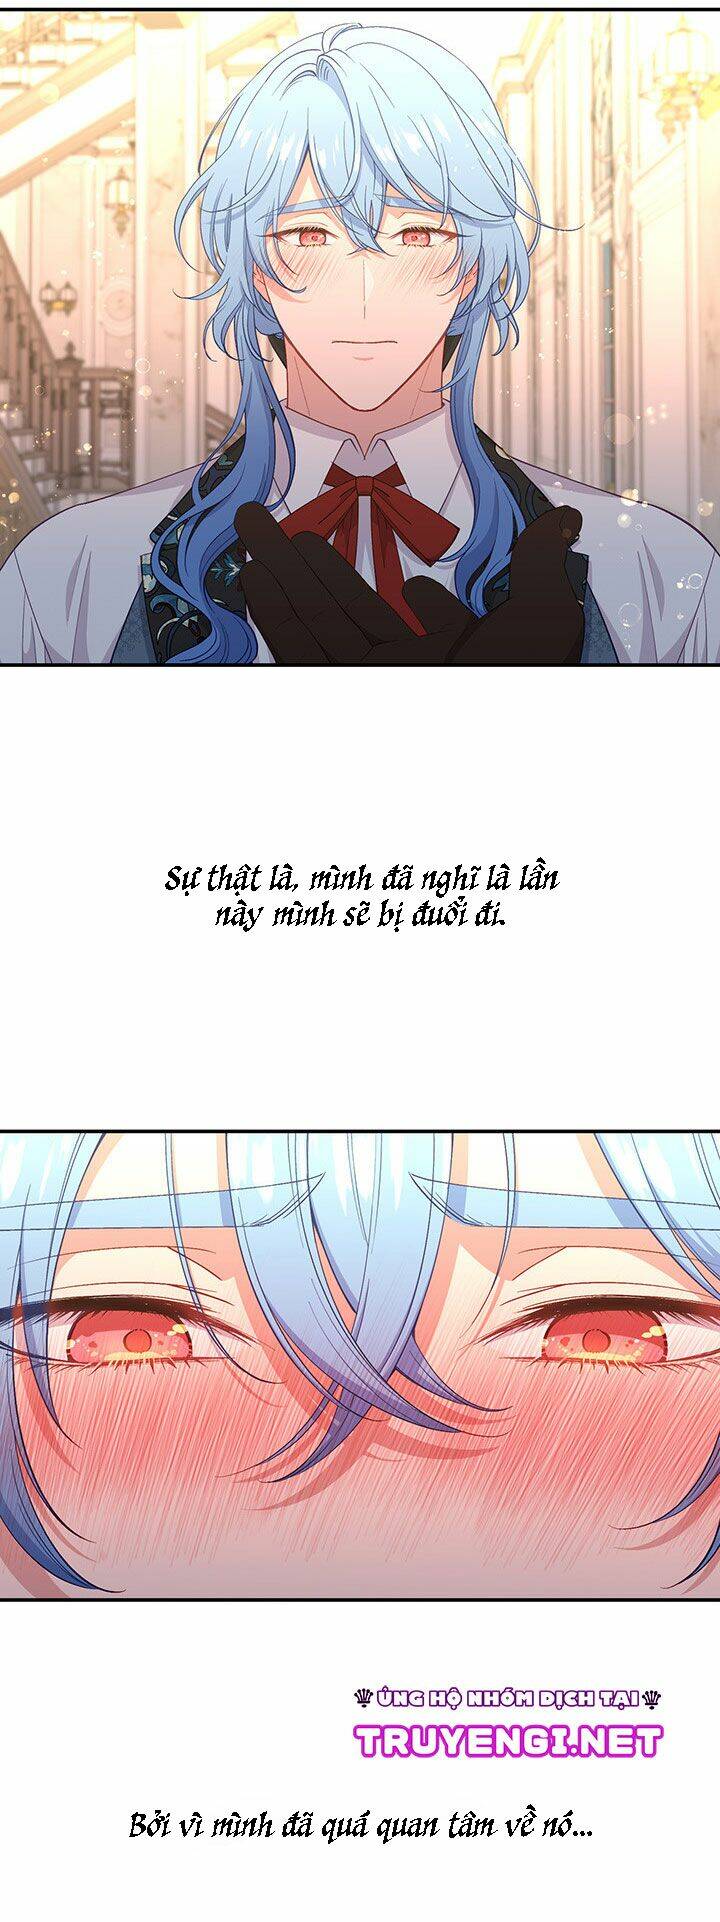 Sự thật là, mình đã nghĩ là lần
này mình sẽ bị đuổi đi.
ỦNG HỘ NHÓM DỊCH TẠI
TRUYENGI.NET
Bởi vì mình đã quá quan tâm về nó...